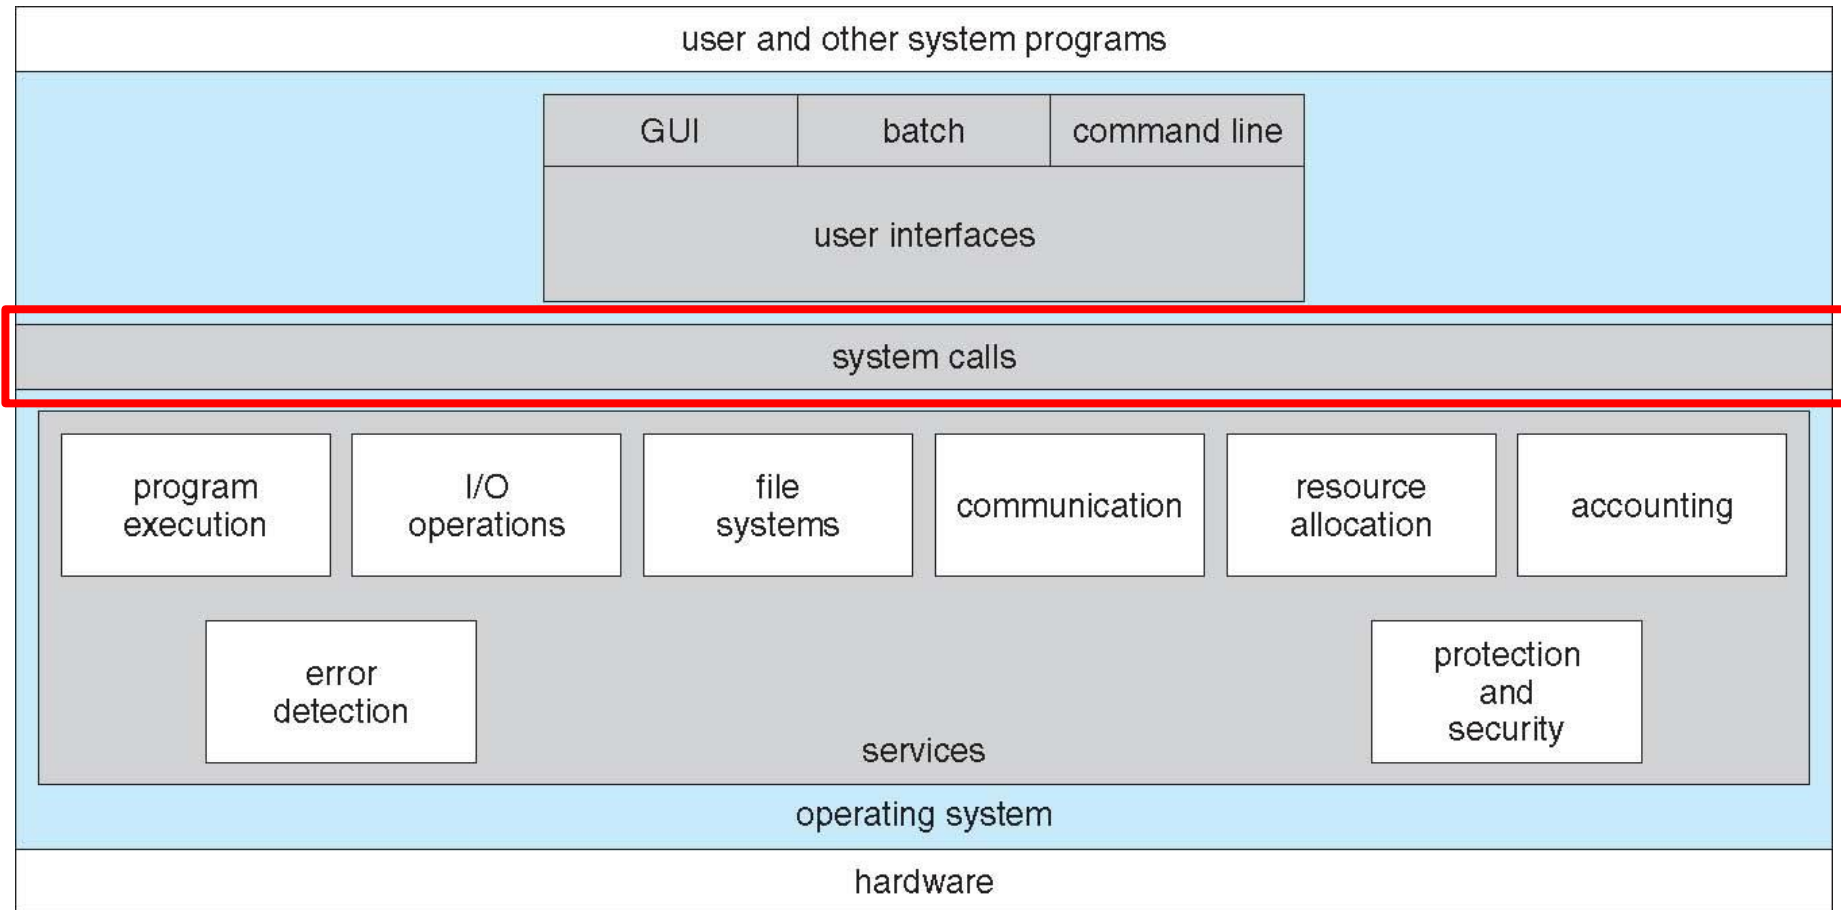 user and other system programs
GUI
batch
command line
user interfaces
system calls
program
execution
I/O
operations
file
systems
communication
resource
allocation
accounting
error
detection
protection
and
security
services
operating system
hardware